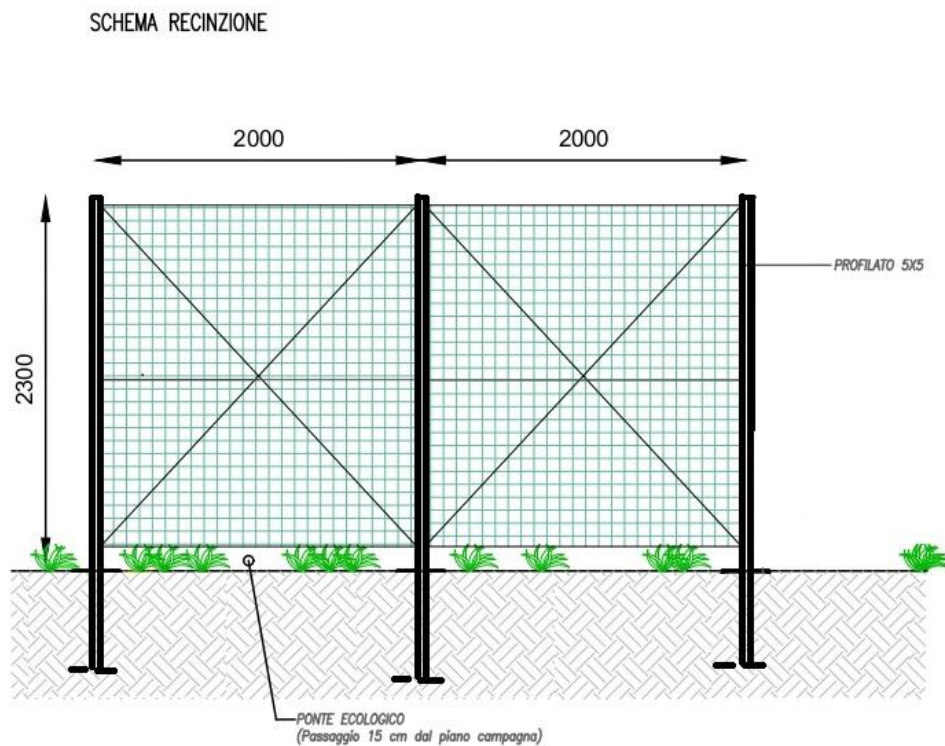 SCHEMA RECINZIONE
2000
2000
PROFILATO 5X5
2300
PONTE ECOLOGICO
(Passaggio 15 cm dal piano campagna)